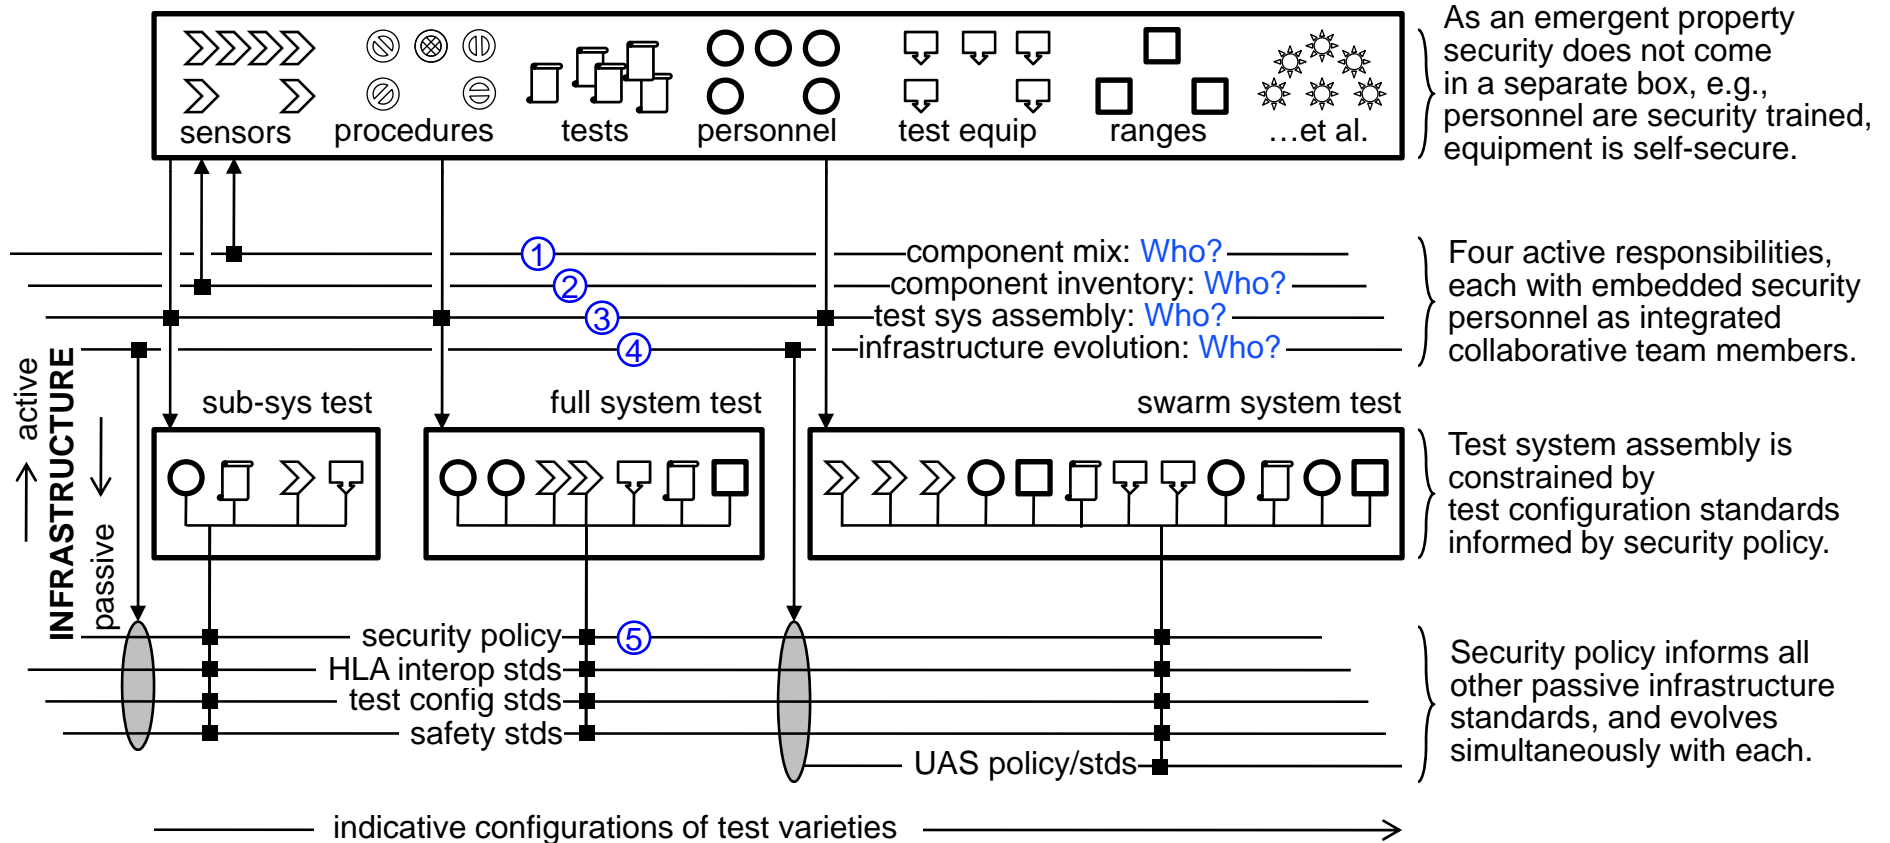 As an emergent property
security does not come
in a separate box, e.g.,
personnel are security trained,
equipment is self-secure.
sensors procedures tests personnel test equip ranges …et al.
1 component mix: Who?
2 component inventory: Who?
3 test sys assembly: Who?
4 infrastructure evolution: Who?
Four active responsibilities,
each with embedded security
personnel as integrated
collaborative team members.
INFRASTRUCTURE
active
passive
sub-sys test full system test swarm system test
Test system assembly is
constrained by
test configuration standards
informed by security policy.
security policy 5
HLA interop stds
test config stds
safety stds
UAS policy/stds
Security policy informs all
other passive infrastructure
standards, and evolves
simultaneously with each.
indicative configurations of test varieties